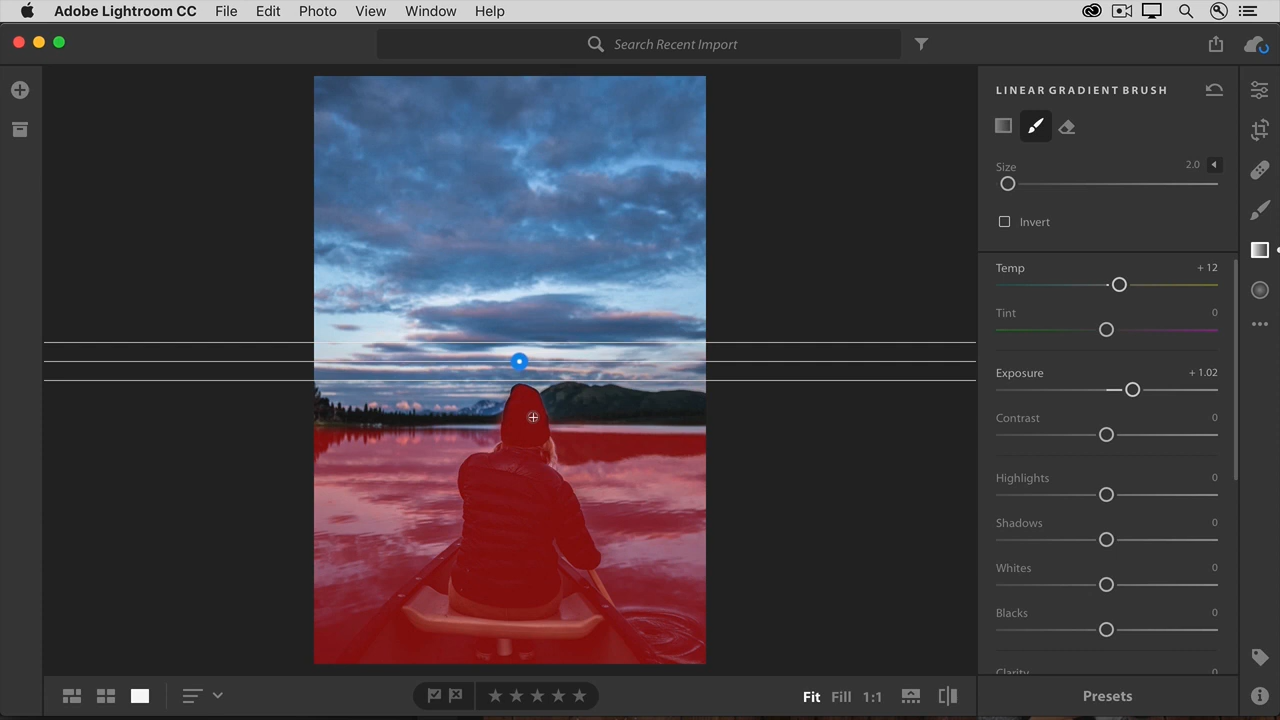 Adobe Lightroom CC File Edit Photo View Window Help
Search Recent Import
LINEAR GRADIENT BRUSH
Size 2.0
Invert
Temp + 12
Tint 0
Exposure + 1.02
Contrast 0
Highlights 0
Shadows 0
Whites 0
Blacks 0
Clarity 0
Fit Fill 1:1 Presets